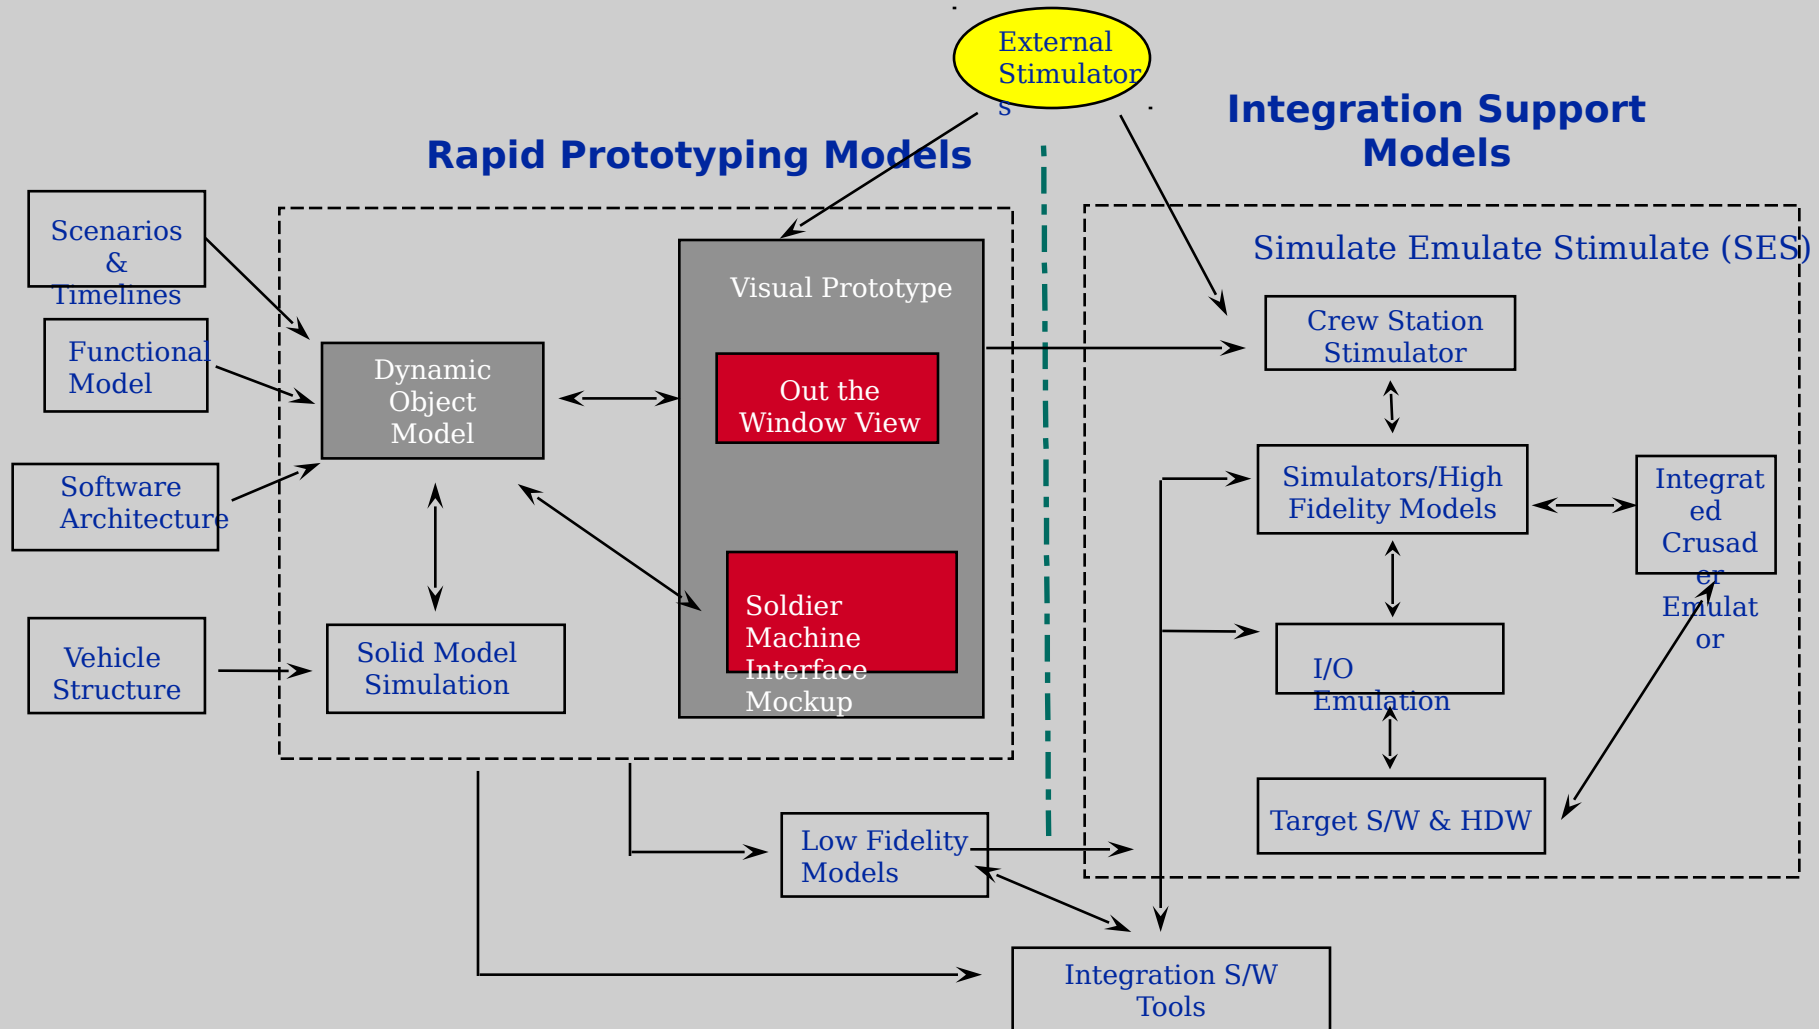 External
Stimulator
s
Integration Support
Models
Rapid Prototyping Models
Scenarios
&
Timelines
Functional
Model
Software
Architecture
Vehicle
Structure
Dynamic
Object
Model
Solid Model
Simulation
Visual Prototype
Out the
Window View
Soldier
Machine
Interface
Mockup
Simulate Emulate Stimulate (SES)
Crew Station
Stimulator
Simulators/High
Fidelity Models
Integrat
ed
Crusad
er
Emulat
or
I/O
Emulation
Target S/W & HDW
Low Fidelity
Models
Integration S/W
Tools